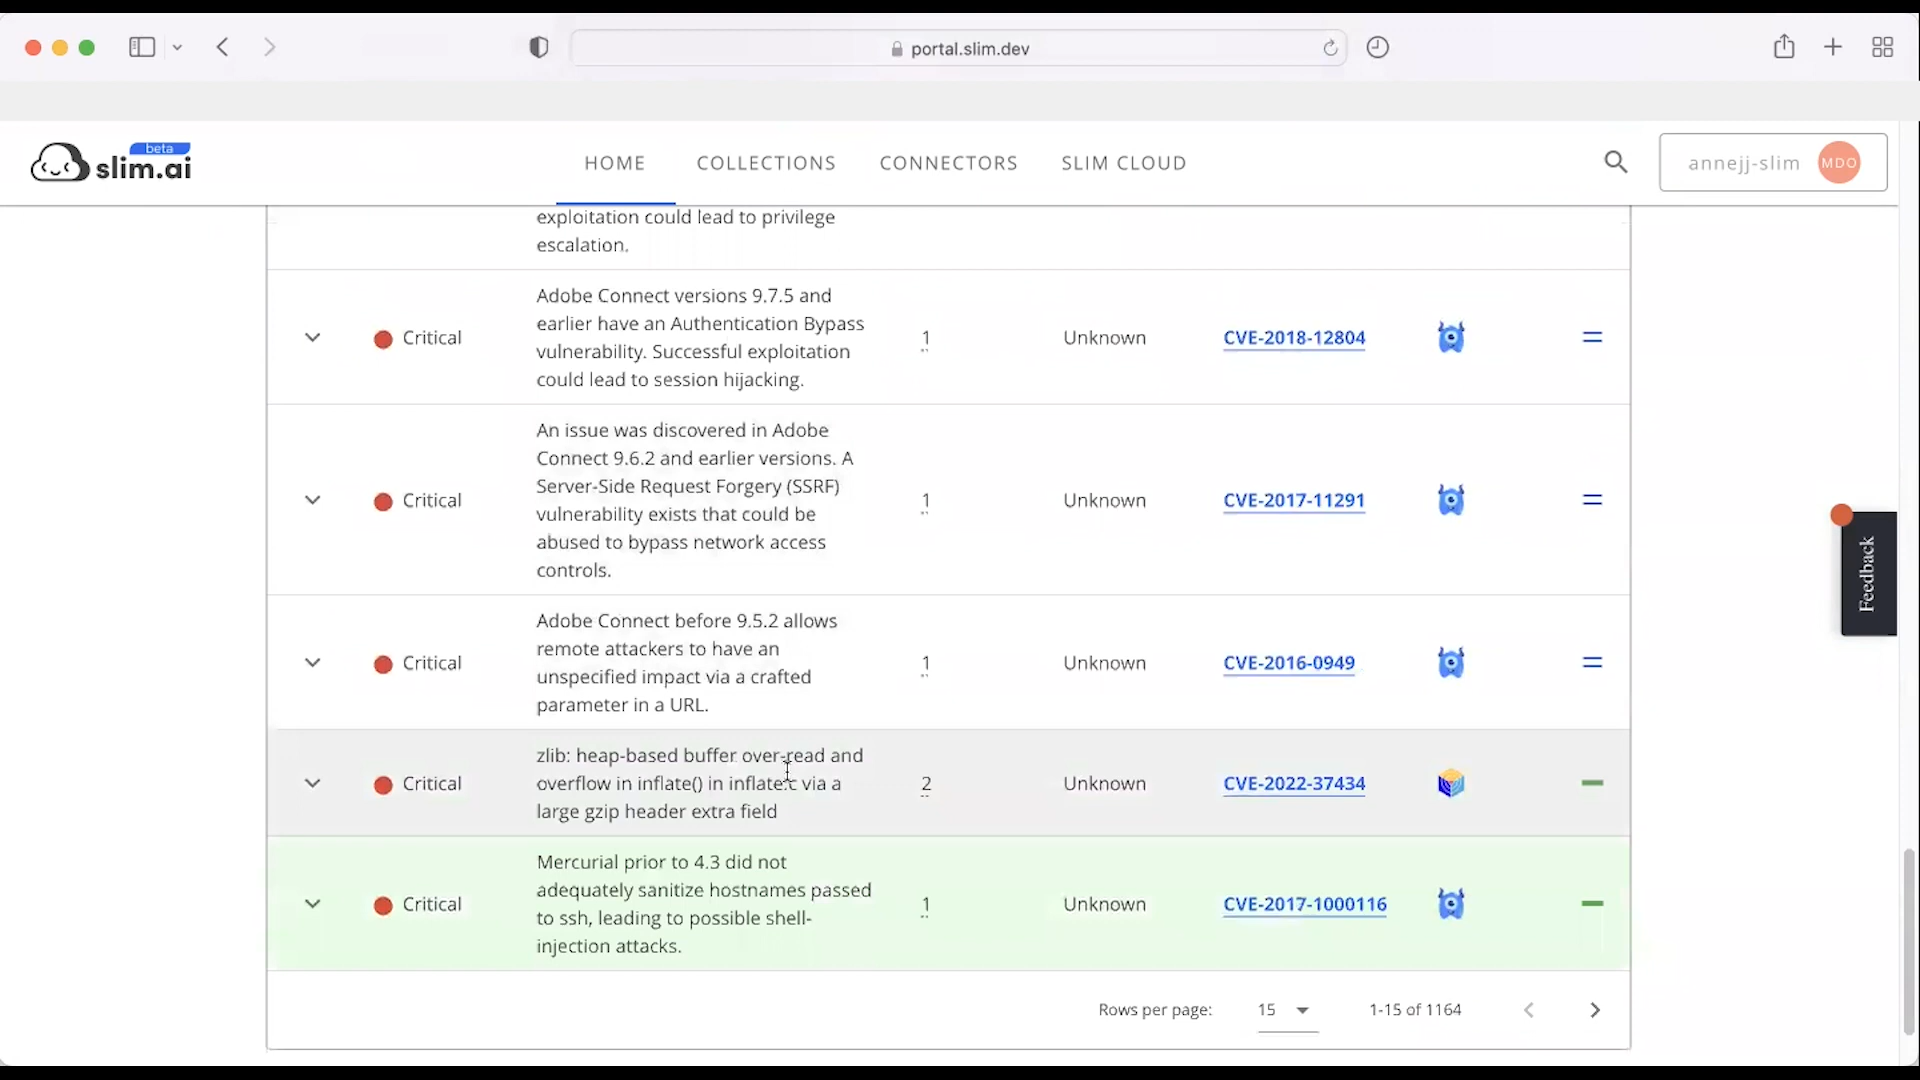 portal.slim.dev
beta
slim.ai
HOME
COLLECTIONS
CONNECTORS
SLIM CLOUD
annejj-slim
MDO
exploitation could lead to privilege
escalation.
Critical
Adobe Connect versions 9.7.5 and
earlier have an Authentication Bypass
vulnerability. Successful exploitation
could lead to session hijacking.
1
Unknown
CVE-2018-12804
Critical
An issue was discovered in Adobe
Connect 9.6.2 and earlier versions. A
Server-Side Request Forgery (SSRF)
vulnerability exists that could be
abused to bypass network access
controls.
1
Unknown
CVE-2017-11291
Feedback
Critical
Adobe Connect before 9.5.2 allows
remote attackers to have an
unspecified impact via a crafted
parameter in a URL.
1
Unknown
CVE-2016-0949
Critical
zlib: heap-based buffer over-read and
overflow in inflate() in inflate.c via a
large gzip header extra field
2
Unknown
CVE-2022-37434
Critical
Mercurial prior to 4.3 did not
adequately sanitize hostnames passed
to ssh, leading to possible shell-
injection attacks.
1
Unknown
CVE-2017-1000116
Rows per page:
15
1-15 of 1164